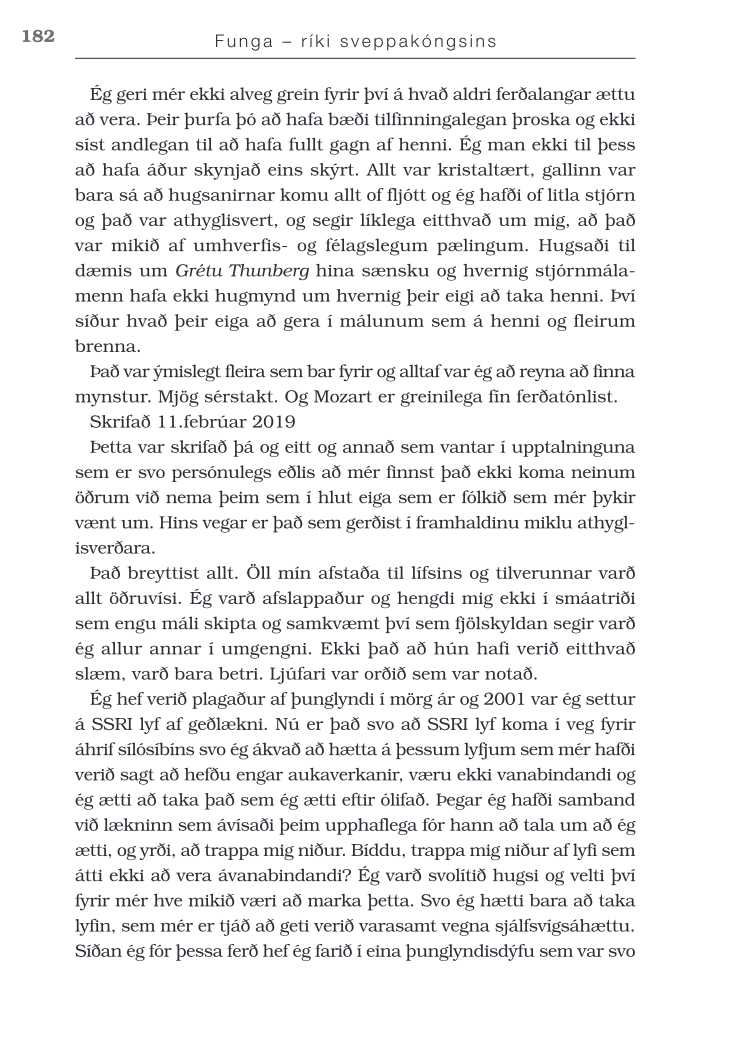 182
Funga – ríki sveppakóngsins
Ég geri mér ekki alveg grein fyrir því á hvað aldri ferðalangar ættu
að vera. Þeir þurfa þó að hafa bæði tilfinningalegan þroska og ekki
síst andlegan til að hafa fullt gagn af henni. Ég man ekki til þess
að hafa áður skynjað eins skýrt. Allt var kristaltært, gallinn var
bara sá að hugsanirnar komu allt of fljótt og ég hafði of litla stjórn
og það var athyglisvert, og segir líklega eitthvað um mig, að það
var mikið af umhverfis- og félagslegum pælingum. Hugsaði til
dæmis um Grétu Thunberg hina sænsku og hvernig stjórnmála-
menn hafa ekki hugmynd um hvernig þeir eigi að taka henni. Því
síður hvað þeir eiga að gera í málunum sem á henni og fleirum
brenna.
Það var ýmislegt fleira sem bar fyrir og alltaf var ég að reyna að finna
mynstur. Mjög sérstakt. Og Mozart er greinilega fín ferðatónlist.
Skrifað 11.febrúar 2019
Þetta var skrifað þá og eitt og annað sem vantar í upptalninguna
sem er svo persónulegs eðlis að mér finnst það ekki koma neinum
öðrum við nema þeim sem í hlut eiga sem er fólkið sem mér þykir
vænt um. Hins vegar er það sem gerðist í framhaldinu miklu athygl-
isverðara.
Það breyttist allt. Öll mín afstaða til lífsins og tilverunnar varð
allt öðruvísi. Ég varð afslappaður og hengdi mig ekki í smáatriði
sem engu máli skipta og samkvæmt því sem fjölskyldan segir varð
ég allur annar í umgengni. Ekki það að hún hafi verið eitthvað
slæm, varð bara betri. Ljúfari var orðið sem var notað.
Ég hef verið plagaður af þunglyndi í mörg ár og 2001 var ég settur
á SSRI lyf af geðlækni. Nú er það svo að SSRI lyf koma í veg fyrir
áhrif sílósíbíns svo ég ákvað að hætta á þessum lyfjum sem mér hafði
verið sagt að hefðu engar aukaverkanir, væru ekki vanabindandi og
ég ætti að taka það sem ég ætti eftir ólifað. Þegar ég hafði samband
við lækninn sem ávísaði þeim upphaflega fór hann að tala um að ég
ætti, og yrði, að trappa mig niður. Bíddu, trappa mig niður af lyfi sem
átti ekki að vera ávanabindandi? Ég varð svolítið hugsi og velti því
fyrir mér hve mikið væri að marka þetta. Svo ég hætti bara að taka
lyfin, sem mér er tjáð að geti verið varasamt vegna sjálfsvígsáhættu.
Síðan ég fór þessa ferð hef ég farið í eina þunglyndisdýfu sem var svo